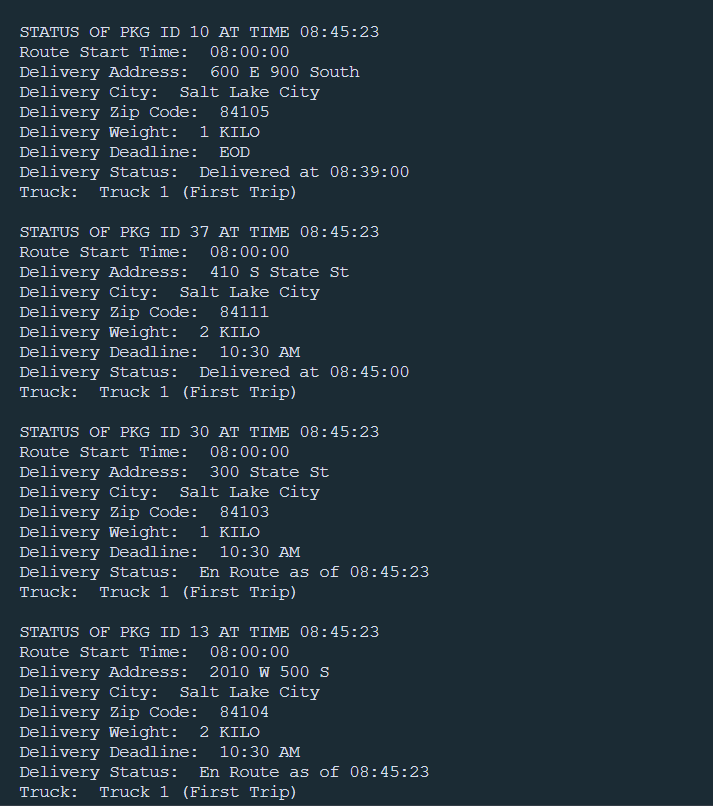 STATUS OF PKG ID 10 AT TIME 08:45:23
Route Start Time:  08:00:00
Delivery Address:  600 E 900 South
Delivery City:  Salt Lake City
Delivery Zip Code:  84105
Delivery Weight:  1 KILO
Delivery Deadline:  EOD
Delivery Status:  Delivered at 08:39:00
Truck:  Truck 1 (First Trip)

STATUS OF PKG ID 37 AT TIME 08:45:23
Route Start Time:  08:00:00
Delivery Address:  410 S State St
Delivery City:  Salt Lake City
Delivery Zip Code:  84111
Delivery Weight:  2 KILO
Delivery Deadline:  10:30 AM
Delivery Status:  Delivered at 08:45:00
Truck:  Truck 1 (First Trip)

STATUS OF PKG ID 30 AT TIME 08:45:23
Route Start Time:  08:00:00
Delivery Address:  300 State St
Delivery City:  Salt Lake City
Delivery Zip Code:  84103
Delivery Weight:  1 KILO
Delivery Deadline:  10:30 AM
Delivery Status:  En Route as of 08:45:23
Truck:  Truck 1 (First Trip)

STATUS OF PKG ID 13 AT TIME 08:45:23
Route Start Time:  08:00:00
Delivery Address:  2010 W 500 S
Delivery City:  Salt Lake City
Delivery Zip Code:  84104
Delivery Weight:  2 KILO
Delivery Deadline:  10:30 AM
Delivery Status:  En Route as of 08:45:23
Truck:  Truck 1 (First Trip)